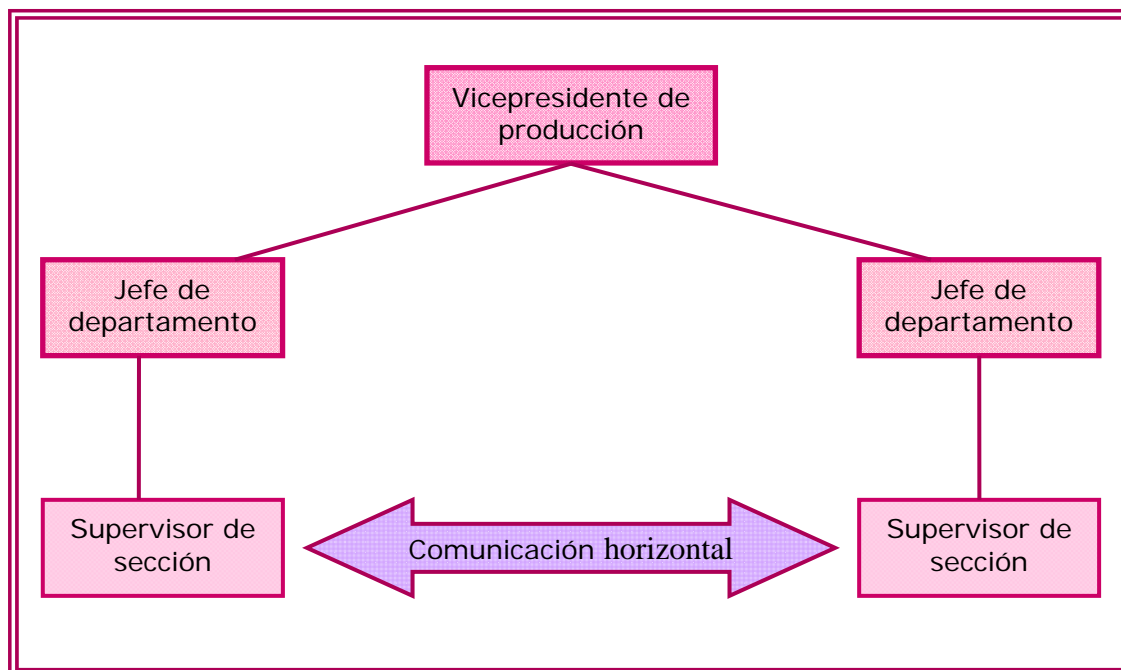 Vicepresidente de
producción
Jefe de
departamento
Jefe de
departamento
Supervisor de
sección
Comunicación horizontal
Supervisor de
sección